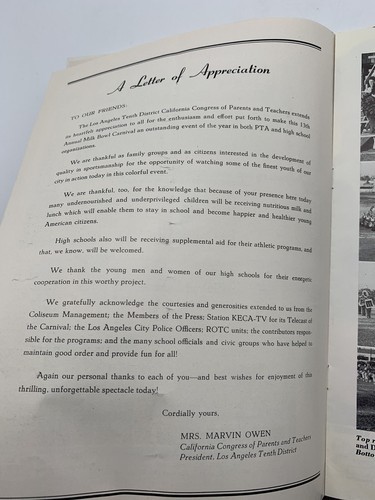 A Letter of Appreciation
TO OUR FRIENDS:
The Los Angeles Tenth District California Congress of Parents and Teachers extends
its heartfelt appreciation to all for the enthusiasm and effort put forth to make this 13th
Annual Milk Bowl Carnival an outstanding event of the year in both PTA and high school
organizations.
We are thankful as family groups and as citizens interested in the development of
quality in sportsmanship for the opportunity of watching some of the finest youth of our
city in action today in this colorful event.
We are thankful, too, for the knowledge that because of your presence here today
many undernourished and underprivileged children will be receiving nutritious milk and
lunch which will enable them to stay in school and become happier and healthier young
American citizens.
High schools also will be receiving supplemental aid for their athletic programs, and
that, we know, will be welcomed.
We thank the young men and women of our high schools for their energetic
cooperation in this worthy project.
We gratefully acknowledge the courtesies and generosities extended to us from the
Coliseum Management; the Members of the Press; Station KECA-TV for its Telecast of
the Carnival; the Los Angeles City Police Officers; ROTC units; the contributors respon-
sible for the programs; and the many school officials and civic groups who have helped to
maintain good order and provide fun for all!
Again our personal thanks to each of you—and best wishes for enjoyment of this
thrilling, unforgettable spectacle today!
Cordially yours,
MRS. MARVIN OWEN
California Congress of Parents and Teachers
President, Los Angeles Tenth District
Top r
and D
Botto